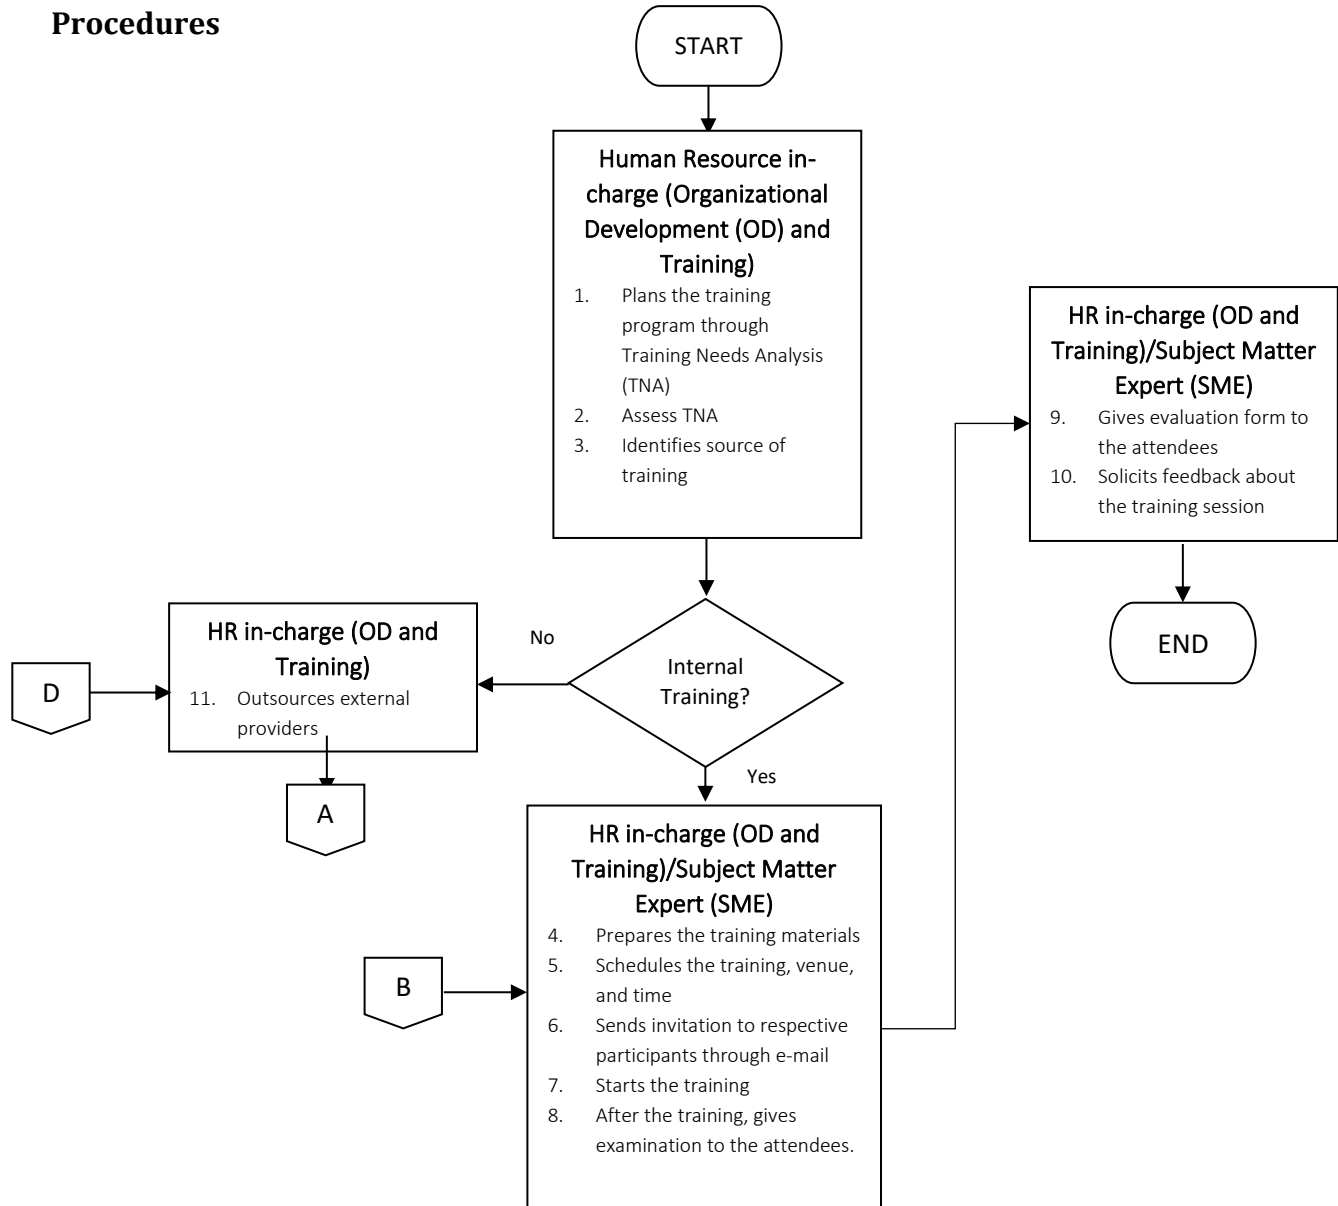 Procedures
START
Human Resource in-
charge (Organizational
Development (OD) and
Training)
1. Plans the training
program through
Training Needs Analysis
(TNA)
2. Assess TNA
3. Identifies source of
training
Internal
Training?
No
Yes
HR in-charge (OD and
Training)
11. Outsources external
providers
D
A
HR in-charge (OD and
Training)/Subject Matter
Expert (SME)
4. Prepares the training materials
5. Schedules the training, venue,
and time
6. Sends invitation to respective
participants through e-mail
7. Starts the training
8. After the training, gives
examination to the attendees.
B
HR in-charge (OD and
Training)/Subject Matter
Expert (SME)
9. Gives evaluation form to
the attendees
10. Solicits feedback about
the training session
END